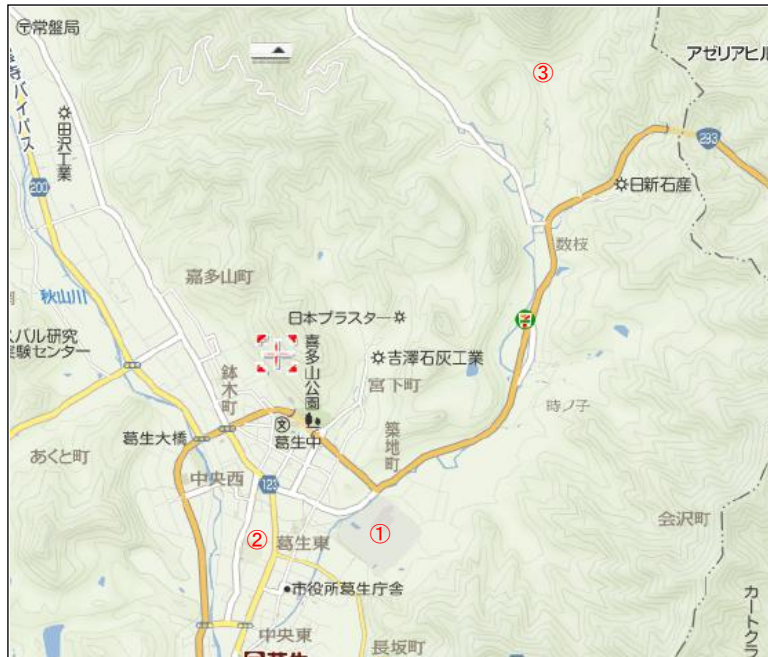 〒常盤局
③
アゼリアヒル
バイパス
田沢工業
293
200
日新石産
数枝
嘉多山町
秋山川
日本プラスター
スバル研究
実験センター
喜多山公園
吉澤石灰工業
鉢木町
宮下町
時ノ子
葛生大橋
文
葛生中
築地町
あくと町
中央西
123
会沢町
①
②
葛生東
市役所葛生庁舎
カートクラ
中央東
長坂町
葛生